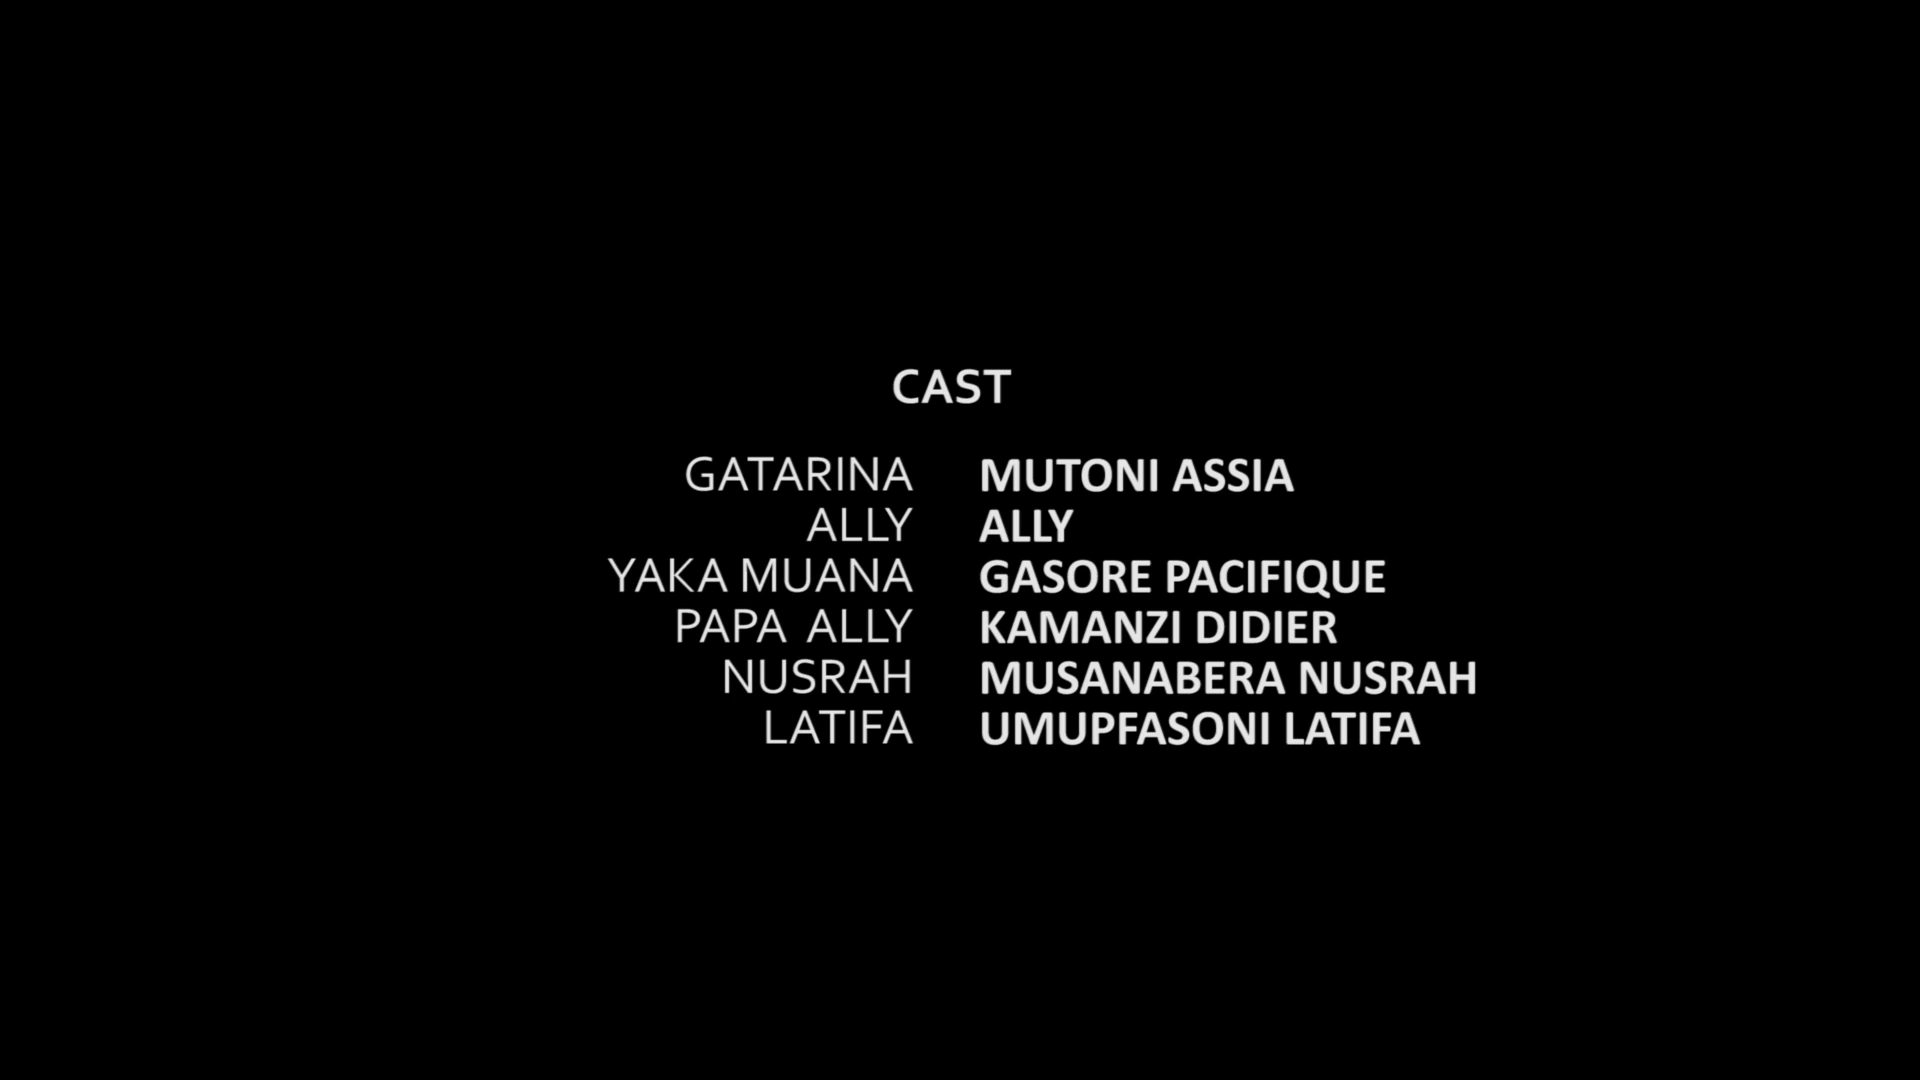 CAST
GATARINA MUTONI ASSIA
ALLY ALLY
YAKA MUANA GASORE PACIFIQUE
PAPA ALLY KAMANZI DIDIER
NUSRAH MUSANABERA NUSRAH
LATIFA UMUPFASONI LATIFA